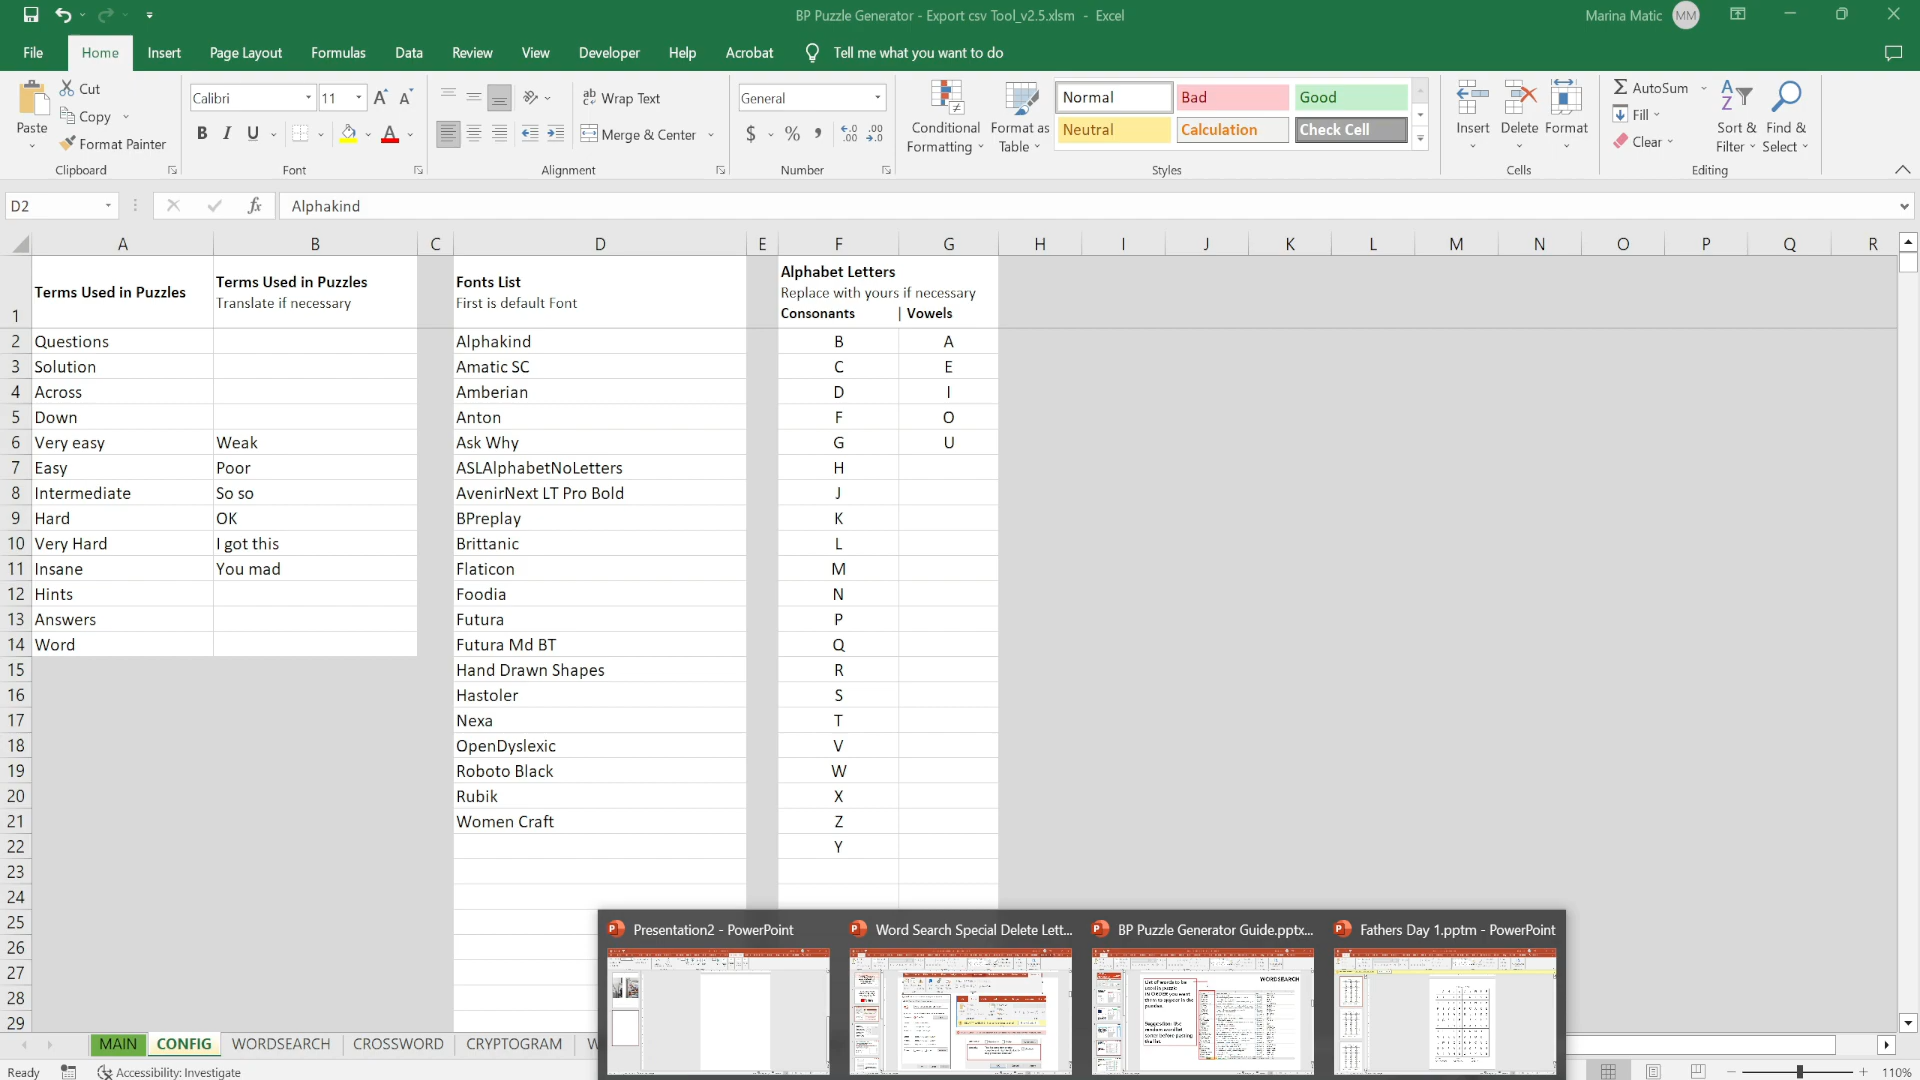 BP Puzzle Generator - Export csv Tool_v2.5.xlsm - Excel
Marina Matic MM
File Home Insert Page Layout Formulas Data Review View Developer Help Acrobat Tell me what you want to do
Paste
Cut
Copy
Format Painter
Clipboard
Calibri 11
B I U
Font
Wrap Text
Merge & Center
Alignment
General
$ % ,
Number
Conditional Formatting
Format as Table
Normal Bad Good
Neutral Calculation Check Cell
Styles
Insert Delete Format
Cells
AutoSum
Fill
Clear
Sort & Filter
Find & Select
Editing
D2 fx Alphakind
A B C D E F G H I J K L M N O P Q R
1 Terms Used in Puzzles
Terms Used in Puzzles
Translate if necessary
Fonts List
First is default Font
Alphabet Letters
Replace with yours if necessary
Consonants | Vowels
2 Questions Alphakind B A
3 Solution Amatic SC C E
4 Across Amberian D I
5 Down Anton F O
6 Very easy Weak Ask Why G U
7 Easy Poor ASLAlphabetNoLetters H
8 Intermediate So so AvenirNext LT Pro Bold J
9 Hard OK BPreplay K
10 Very Hard I got this Brittanic L
11 Insane You mad Flaticon M
12 Hints Foodia N
13 Answers Futura P
14 Word Futura Md BT Q
15 Hand Drawn Shapes R
16 Hastoler S
17 Nexa T
18 OpenDyslexic V
19 Roboto Black W
20 Rubik X
21 Women Craft Z
22 Y
23
24
25
26
27
28
29
Presentation2 - PowerPoint
Word Search Special Delete Lett...
BP Puzzle Generator Guide.pptx...
Fathers Day 1.pptm - PowerPoint
WORDSEARCH
MAIN CONFIG WORDSEARCH CROSSWORD CRYPTOGRAM
Ready Accessibility: Investigate 110%